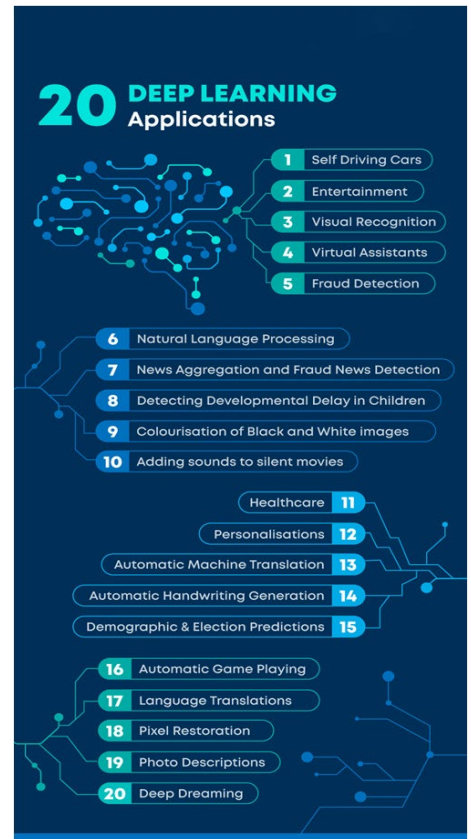 20 DEEP LEARNING
Applications
1 Self Driving Cars
2 Entertainment
3 Visual Recognition
4 Virtual Assistants
5 Fraud Detection
6 Natural Language Processing
7 News Aggregation and Fraud News Detection
8 Detecting Developmental Delay in Children
9 Colourisation of Black and White images
10 Adding sounds to silent movies
Healthcare 11
Personalisations 12
Automatic Machine Translation 13
Automatic Handwriting Generation 14
Demographic & Election Predictions 15
16 Automatic Game Playing
17 Language Translations
18 Pixel Restoration
19 Photo Descriptions
20 Deep Dreaming